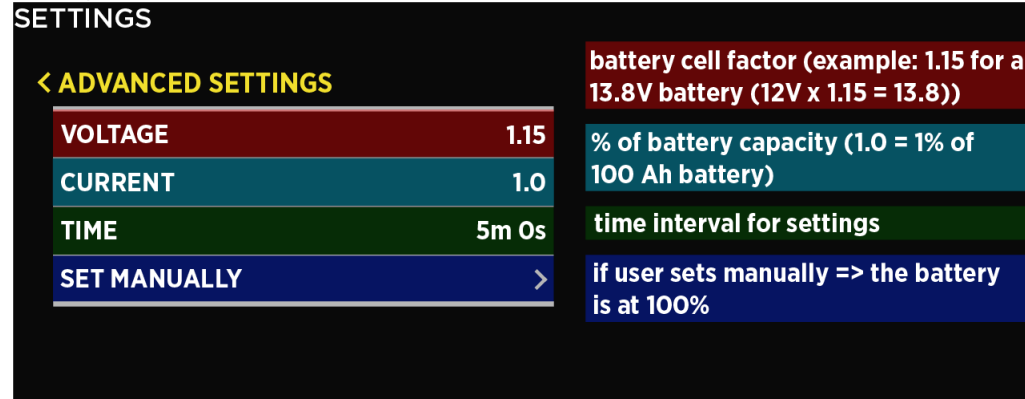 SETTINGS
< ADVANCED SETTINGS
VOLTAGE 1.15
CURRENT 1.0
TIME 5m 0s
SET MANUALLY >
battery cell factor (example: 1.15 for a
13.8V battery (12V x 1.15 = 13.8))
% of battery capacity (1.0 = 1% of
100 Ah battery)
time interval for settings
if user sets manually => the battery
is at 100%